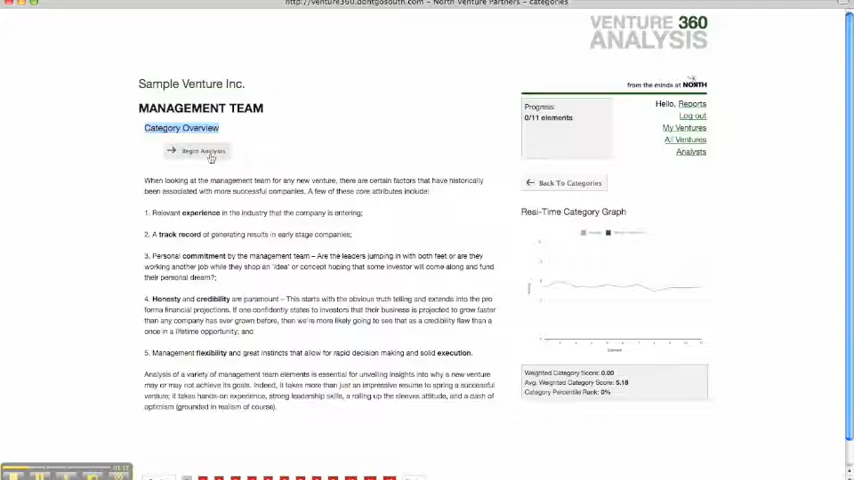 http://venture360.dontgosouth.com – North Venture Partners – categories
VENTURE 360
ANALYSIS
Sample Venture Inc.
from the minds at NORTH
MANAGEMENT TEAM
Progress:
0/11 elements
Hello, Reports
Log out
My Ventures
All Ventures
Analysts
Category Overview
Begin Analysis
Back To Categories
When looking at the management team for any new venture, there are certain factors that have historically
been associated with more successful companies. A few of these core attributes include:
1. Relevant experience in the industry that the company is entering;
2. A track record of generating results in early stage companies;
3. Personal commitment by the management team – Are the leaders jumping in with both feet or are they
working another job while they shop an 'idea' or concept hoping that some investor will come along and fund
their personal dream?;
4. Honesty and credibility are paramount – This starts with the obvious truth telling and extends into the pro
forma financial projections. If one confidently states to investors that their business is projected to grow faster
than any company has ever grown before, then we're more likely going to see that as a credibility flaw than a
once in a lifetime opportunity; and
5. Management flexibility and great instincts that allow for rapid decision making and solid execution.
Analysis of a variety of management team elements is essential for unveiling insights into why a new venture
may or may not achieve its goals. Indeed, it takes more than just an impressive resume to spring a successful
venture; it takes hands-on experience, strong leadership skills, a rolling up the sleeves attitude, and a dash of
optimism (grounded in realism of course).
Real-Time Category Graph
Weighted Category Score: 0.00
Avg. Weighted Category Score: 5.18
Category Percentile Rank: 0%
01:17